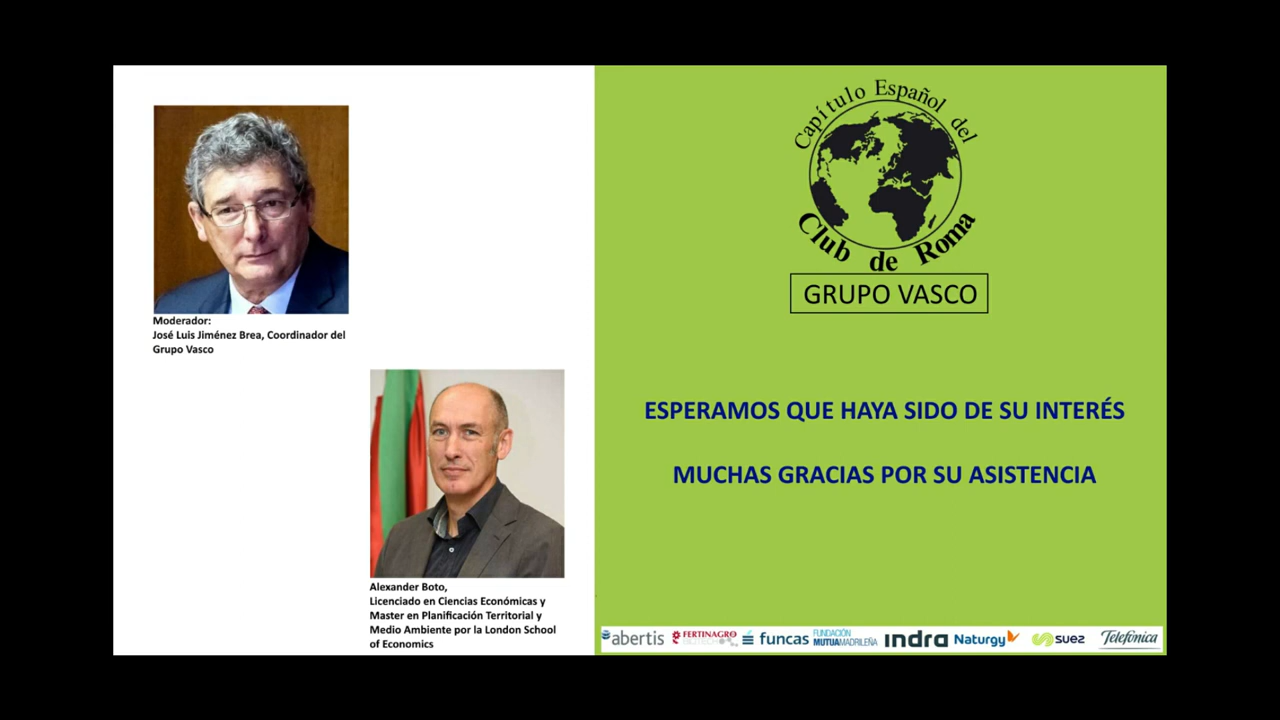 Moderador:
José Luis Jiménez Brea, Coordinador del
Grupo Vasco
Alexander Boto,
Licenciado en Ciencias Económicas y
Master en Planificación Territorial y
Medio Ambiente por la London School
of Economics
Capítulo Español del
Club de Roma
GRUPO VASCO
ESPERAMOS QUE HAYA SIDO DE SU INTERÉS
MUCHAS GRACIAS POR SU ASISTENCIA
abertis
FERTINAGRO
BIOTECH
funcas
FUNDACIÓN
MUTUAMADRILEÑA
indra
Naturgy
suez
Telefónica